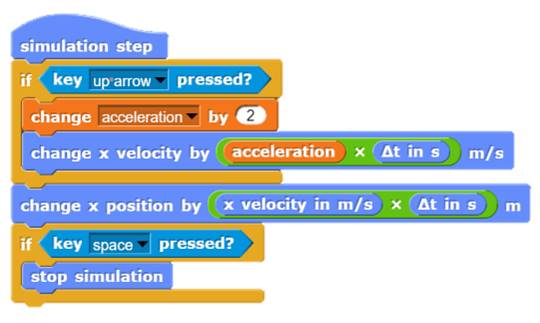 simulation step
if key up arrow pressed?
change acceleration by 2
change x velocity by acceleration × Δt in s m/s
change x position by x velocity in m/s × Δt in s m
if key space pressed?
stop simulation